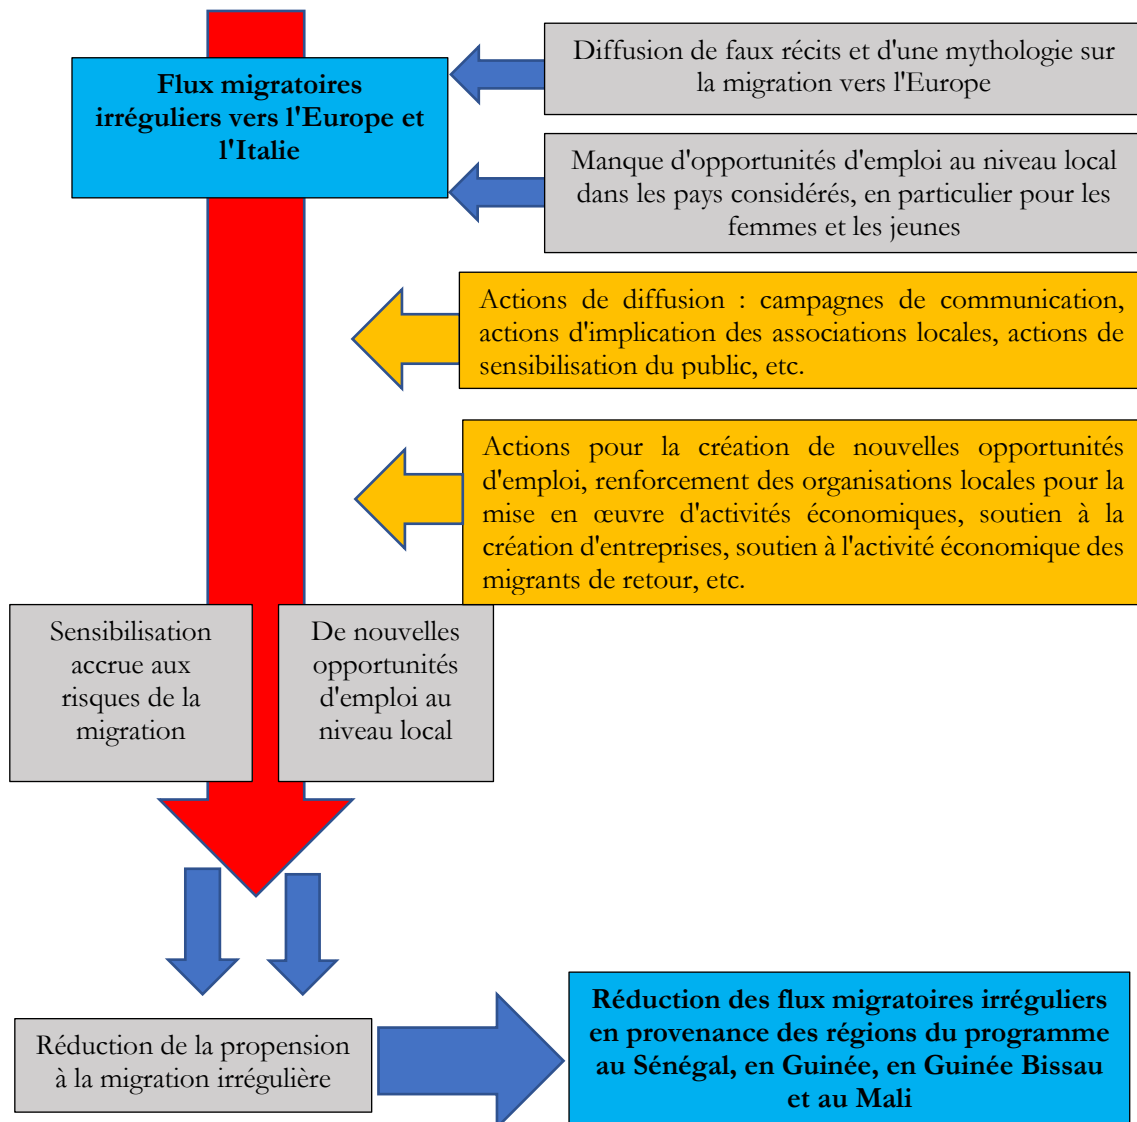 Flux migratoires
irréguliers vers l'Europe et
l'Italie
Diffusion de faux récits et d'une mythologie sur
la migration vers l'Europe
Manque d'opportunités d'emploi au niveau local
dans les pays considérés, en particulier pour les
femmes et les jeunes
Actions de diffusion : campagnes de communication,
actions d'implication des associations locales, actions de
sensibilisation du public, etc.
Actions pour la création de nouvelles opportunités
d'emploi, renforcement des organisations locales pour la
mise en œuvre d'activités économiques, soutien à la
création d'entreprises, soutien à l'activité économique des
migrants de retour, etc.
Sensibilisation
accrue aux
risques de la
migration
De nouvelles
opportunités
d'emploi au
niveau local
Réduction de la propension
à la migration irrégulière
Réduction des flux migratoires irréguliers
en provenance des régions du programme
au Sénégal, en Guinée, en Guinée Bissau
et au Mali